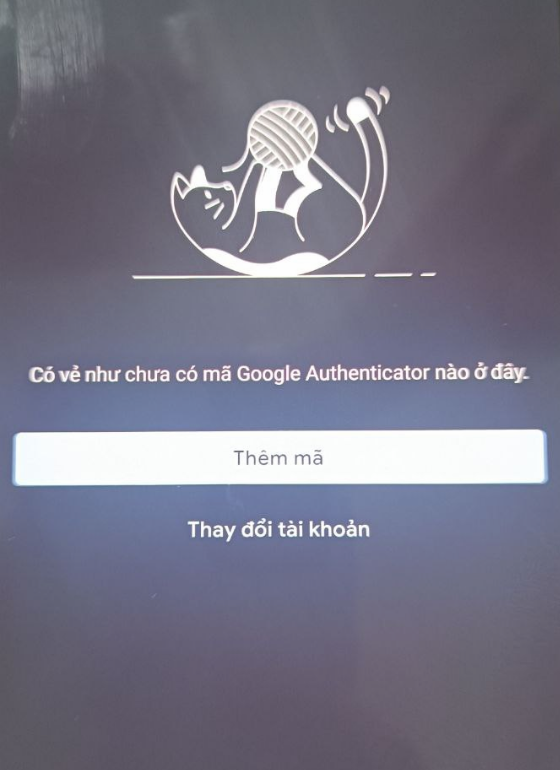 Có vẻ như chưa có mã Google Authenticator nào ở đây.
Thêm mã
Thay đổi tài khoản